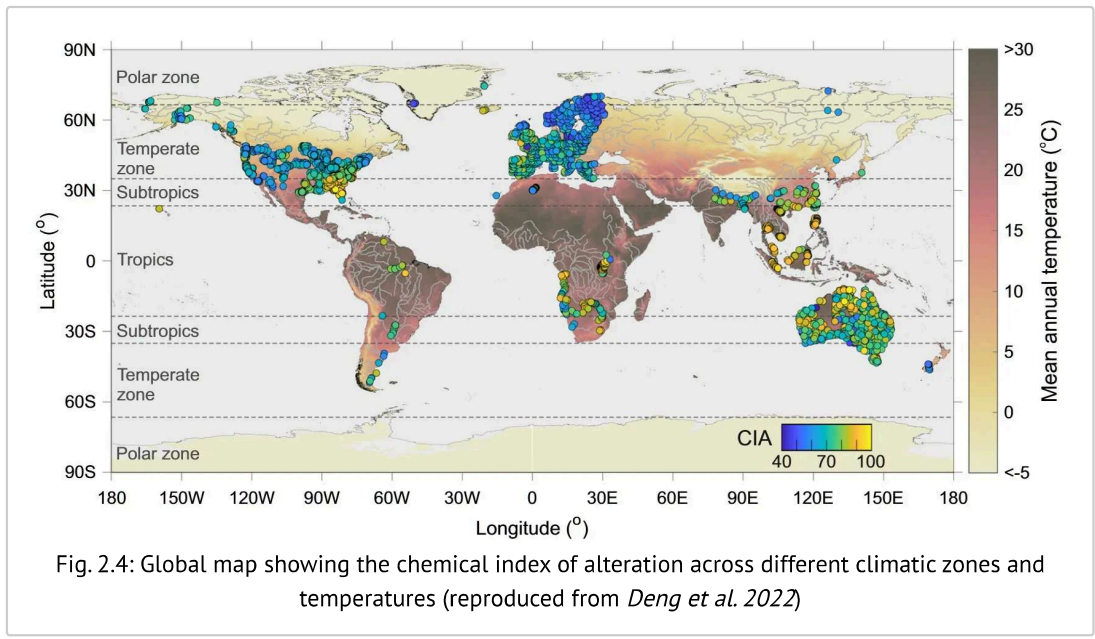 90N
60N
30N
0
30S
60S
90S
Latitude (°)
Polar zone
Temperate
zone
Subtropics
Tropics
Subtropics
Temperate
zone
Polar zone
CIA
40 70 100
180 150W 120W 90W 60W 30W 0 30E 60E 90E 120E 150E 180
Longitude (°)
>30
25
20
15
10
5
0
<-5
Mean annual temperature (°C)
Fig. 2.4: Global map showing the chemical index of alteration across different climatic zones and
temperatures (reproduced from Deng et al. 2022)